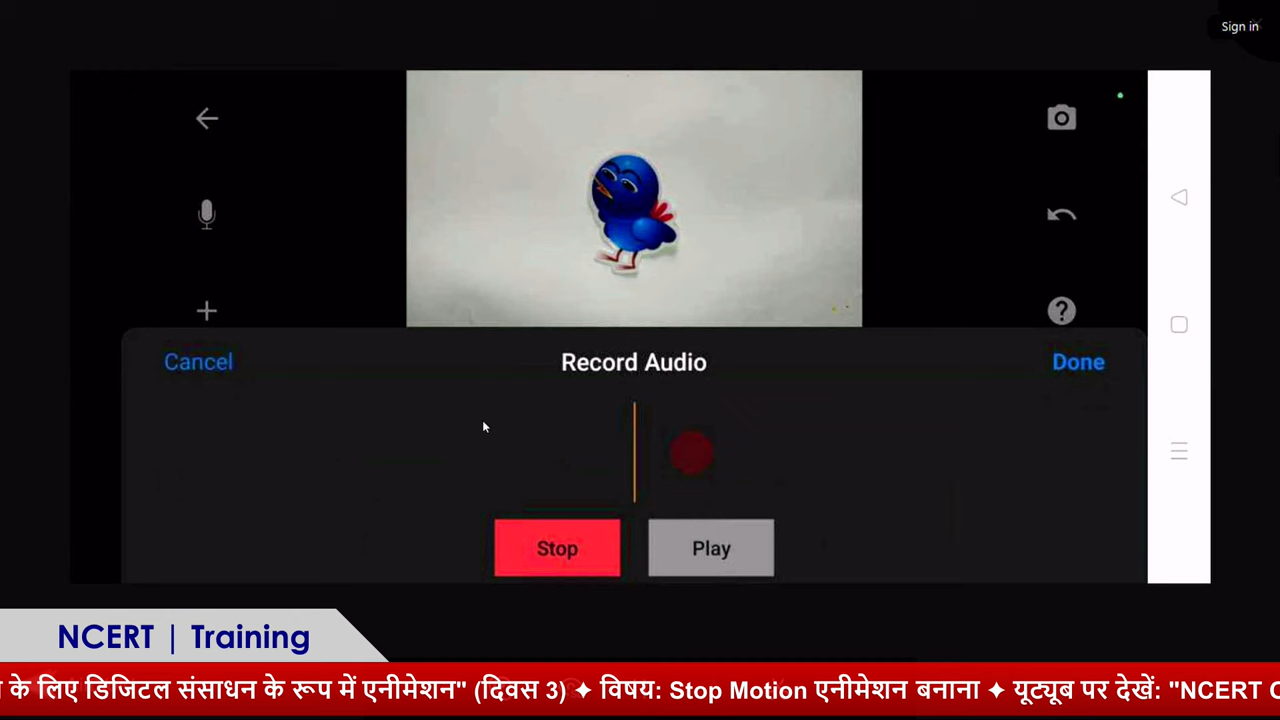 Sign in
Cancel
Record Audio
Done
Stop
Play
NCERT | Training
के लिए डिजिटल संसाधन के रूप में एनीमेशन" (दिवस 3) ✦ विषय: Stop Motion एनीमेशन बनाना ✦ यूट्यूब पर देखें: "NCERT